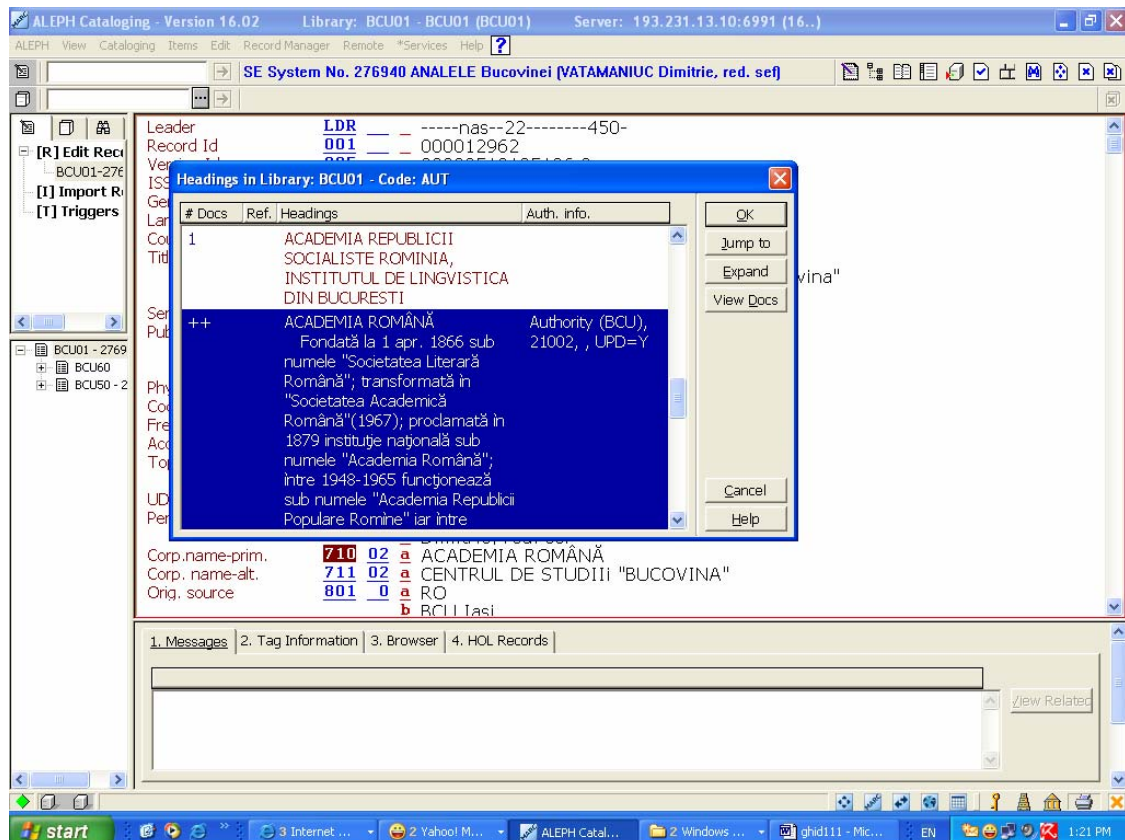 ALEPH Cataloging - Version 16.02 Library: BCU01 - BCU01 (BCU01) Server: 193.231.13.10:6991 (16..)
ALEPH View Cataloging Items Edit Record Manager Remote *Services Help ?
SE System No. 276940 ANALELE Bucovinei (VATAMANIUC Dimitrie, red. sef)
[R] Edit Reco
BCU01-276
[I] Import R
[T] Triggers
BCU01 - 2769
BCU60
BCU50 - 2
Leader LDR -----nas--22--------450-
Record Id 001 000012962
ISS
Ser
Pub
Phy
UD
Per
vina"
Headings in Library: BCU01 - Code: AUT
# Docs Ref. Headings Auth. info.
1 ACADEMIA REPUBLICII
SOCIALISTE ROMINIA,
INSTITUTUL DE LINGVISTICA
DIN BUCURESTI
++ ACADEMIA ROMÂNĂ Authority (BCU),
Fondată la 1 apr. 1866 sub 21002, , UPD=Y
numele "Societatea Literară
Română"; transformată în
"Societatea Academică
Română"(1967); proclamată în
1879 instituţie naţională sub
numele "Academia Română";
între 1948-1965 funcţionează
sub numele "Academia Republicii
Populare Romîne" iar între
OK
Jump to
Expand
View Docs
Cancel
Help
Corp.name-prim. 710 02 a ACADEMIA ROMÂNĂ
Corp. name-alt. 711 02 a CENTRUL DE STUDIIi "BUCOVINA"
Orig. source 801 0 a RO
b BCU Iasi
1. Messages 2. Tag Information 3. Browser 4. HOL Records
View Related
start 3 Internet ... 2 Yahoo! M... ALEPH Catal... 2 Windows ... ghid111 - Mic... EN 1:21 PM